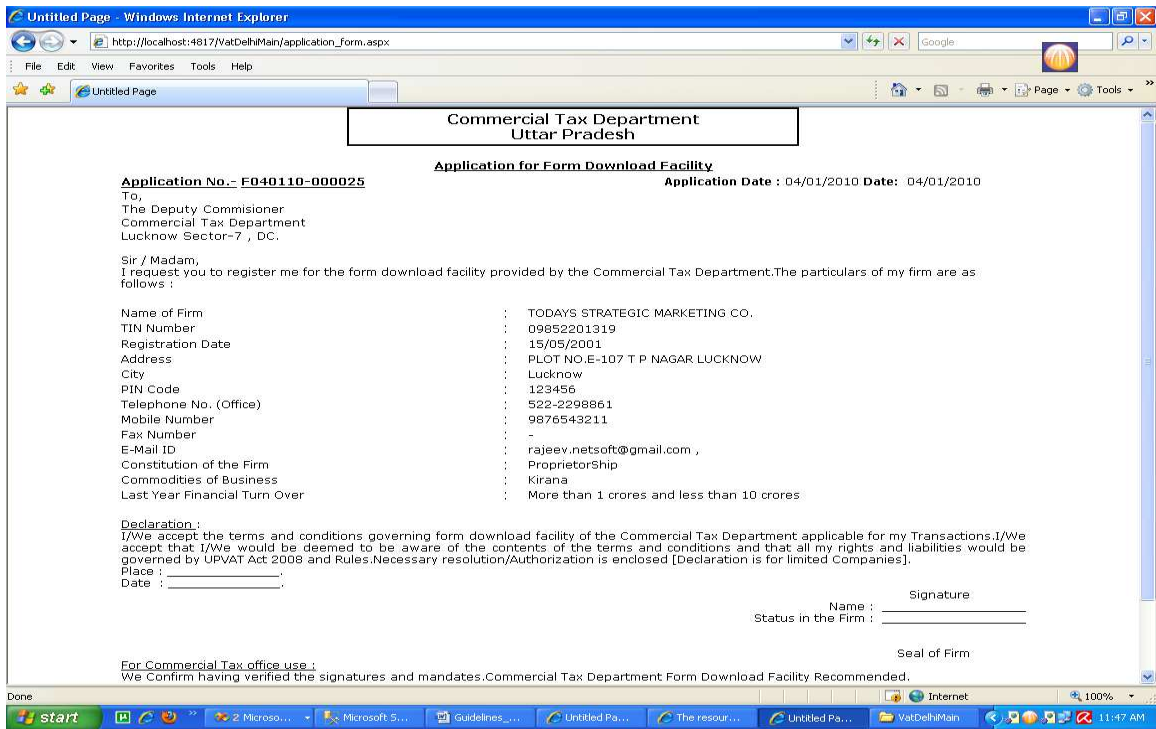 Untitled Page - Windows Internet Explorer
http://localhost:4817/VatDelhiMain/application_form.aspx
Google
File Edit View Favorites Tools Help
Untitled Page
Page Tools »
Commercial Tax Department
Uttar Pradesh
Application for Form Download Facility
Application No.- F040110-000025 Application Date : 04/01/2010 Date: 04/01/2010
To,
The Deputy Commisioner
Commercial Tax Department
Lucknow Sector-7 , DC.
Sir / Madam,
I request you to register me for the form download facility provided by the Commercial Tax Department.The particulars of my firm are as
follows :
Name of Firm : TODAYS STRATEGIC MARKETING CO.
TIN Number : 09852201319
Registration Date : 15/05/2001
Address : PLOT NO.E-107 T P NAGAR LUCKNOW
City : Lucknow
PIN Code : 123456
Telephone No. (Office) : 522-2298861
Mobile Number : 9876543211
Fax Number : -
E-Mail ID : rajeev.netsoft@gmail.com ,
Constitution of the Firm : ProprietorShip
Commodities of Business : Kirana
Last Year Financial Turn Over : More than 1 crores and less than 10 crores
Declaration :
I/We accept the terms and conditions governing form download facility of the Commercial Tax Department applicable for my Transactions.I/We
accept that I/We would be deemed to be aware of the contents of the terms and conditions and that all my rights and liabilities would be
governed by UPVAT Act 2008 and Rules.Necessary resolution/Authorization is enclosed [Declaration is for limited Companies].
Place : _______________.
Date : _______________.
Signature
Name : ___________________
Status in the Firm : ___________________
Seal of Firm
For Commercial Tax office use :
We Confirm having verified the signatures and mandates.Commercial Tax Department Form Download Facility Recommended.
Done Internet 100%
start » 2 Microso... Microsoft S... Guidelines_... Untitled Pa... The resour... Untitled Pa... VatDelhiMain 11:47 AM